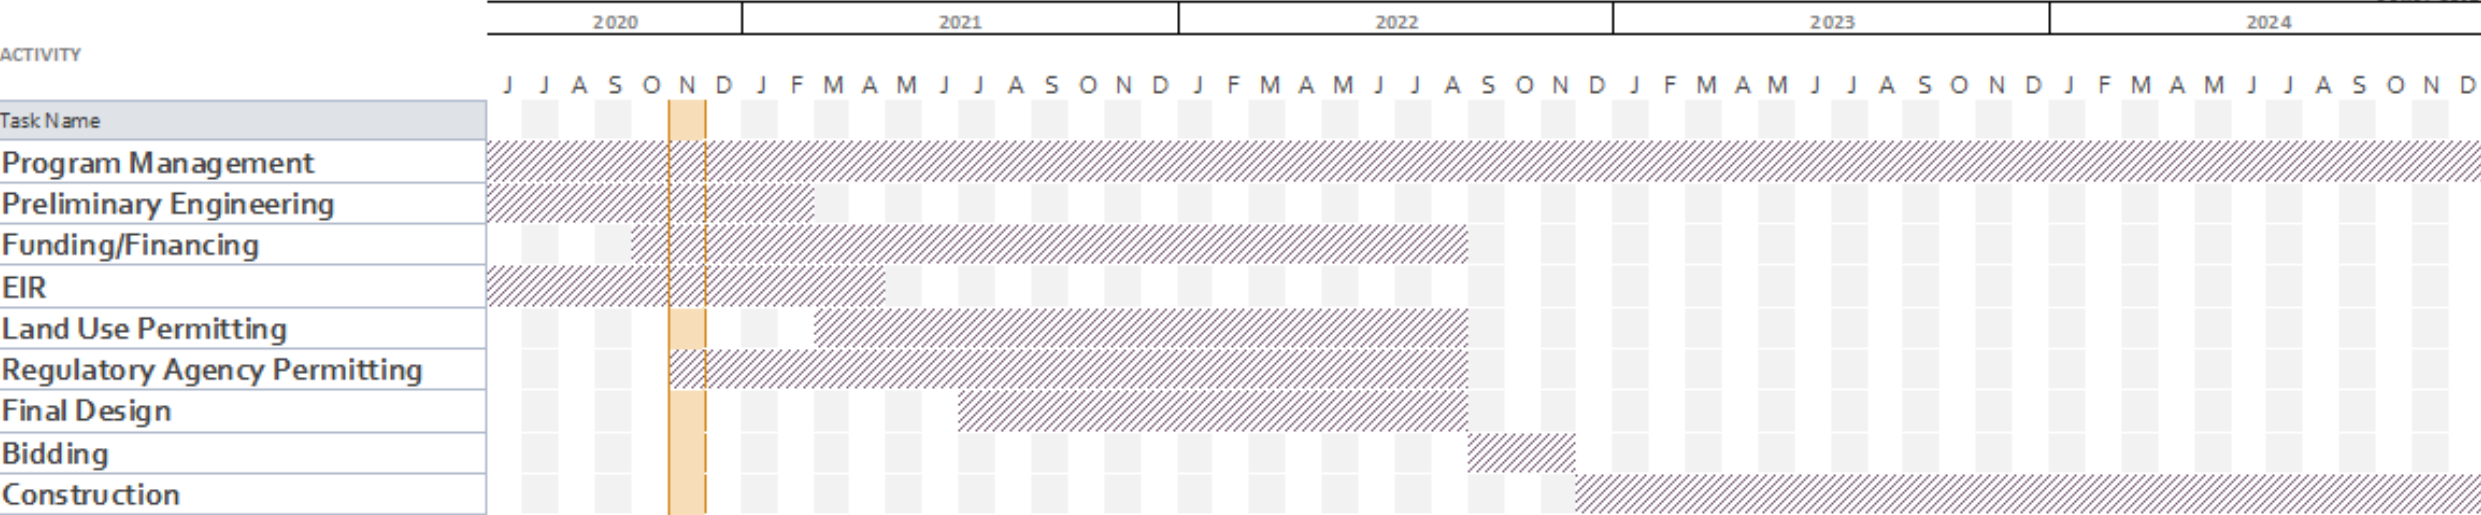 2020 2021 2022 2023 2024
ACTIVITY
J J A S O N D J F M A M J J A S O N D J F M A M J J A S O N D J F M A M J J A S O N D J F M A M J J A S O N D
Task Name
Program Management
Preliminary Engineering
Funding/Financing
EIR
Land Use Permitting
Regulatory Agency Permitting
Final Design
Bidding
Construction